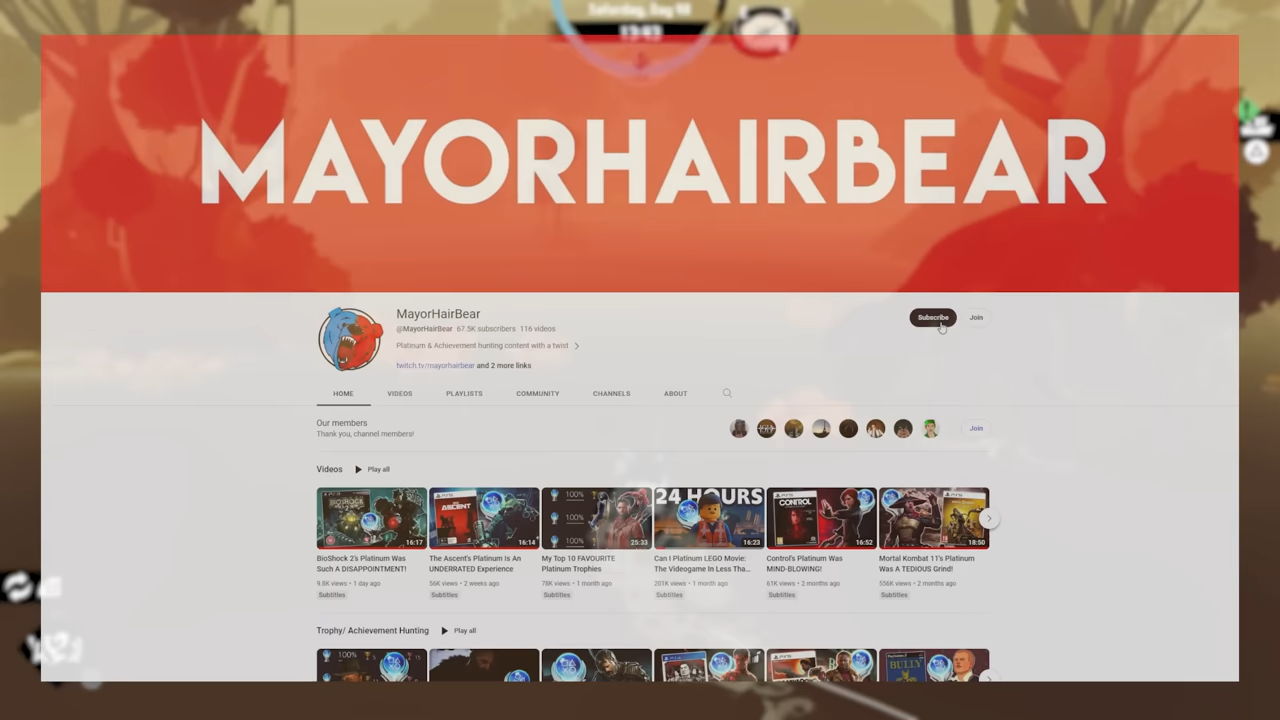 Saturday, Day 98
1343
MAYORHAIRBEAR
MayorHairBear
@MayorHairBear 67.5K subscribers 116 videos
Platinum & Achievement hunting content with a twist
twitch.tv/mayorhairbear and 2 more links
Subscribe
Join
HOME VIDEOS PLAYLISTS COMMUNITY CHANNELS ABOUT
Our members
Thank you, channel members!
Join
Videos Play all
BIOSHOCK
16:17
ASCENT
16:14
100%
100%
100%
25:33
24 HOURS
16:23
CONTROL
16:52
18:50
BioShock 2's Platinum Was
Such A DISAPPOINTMENT!
9.8K views • 1 day ago
Subtitles
The Ascent's Platinum Is An
UNDERRATED Experience
56K views • 2 weeks ago
Subtitles
My Top 10 FAVOURITE
Platinum Trophies
78K views • 1 month ago
Subtitles
Can I Platinum LEGO Movie:
The Videogame In Less Tha...
201K views • 1 month ago
Subtitles
Control's Platinum Was
MIND-BLOWING!
61K views • 2 months ago
Subtitles
Mortal Kombat 11's Platinum
Was A TEDIOUS Grind!
556K views • 2 months ago
Subtitles
Trophy/ Achievement Hunting Play all
100%
BULLY